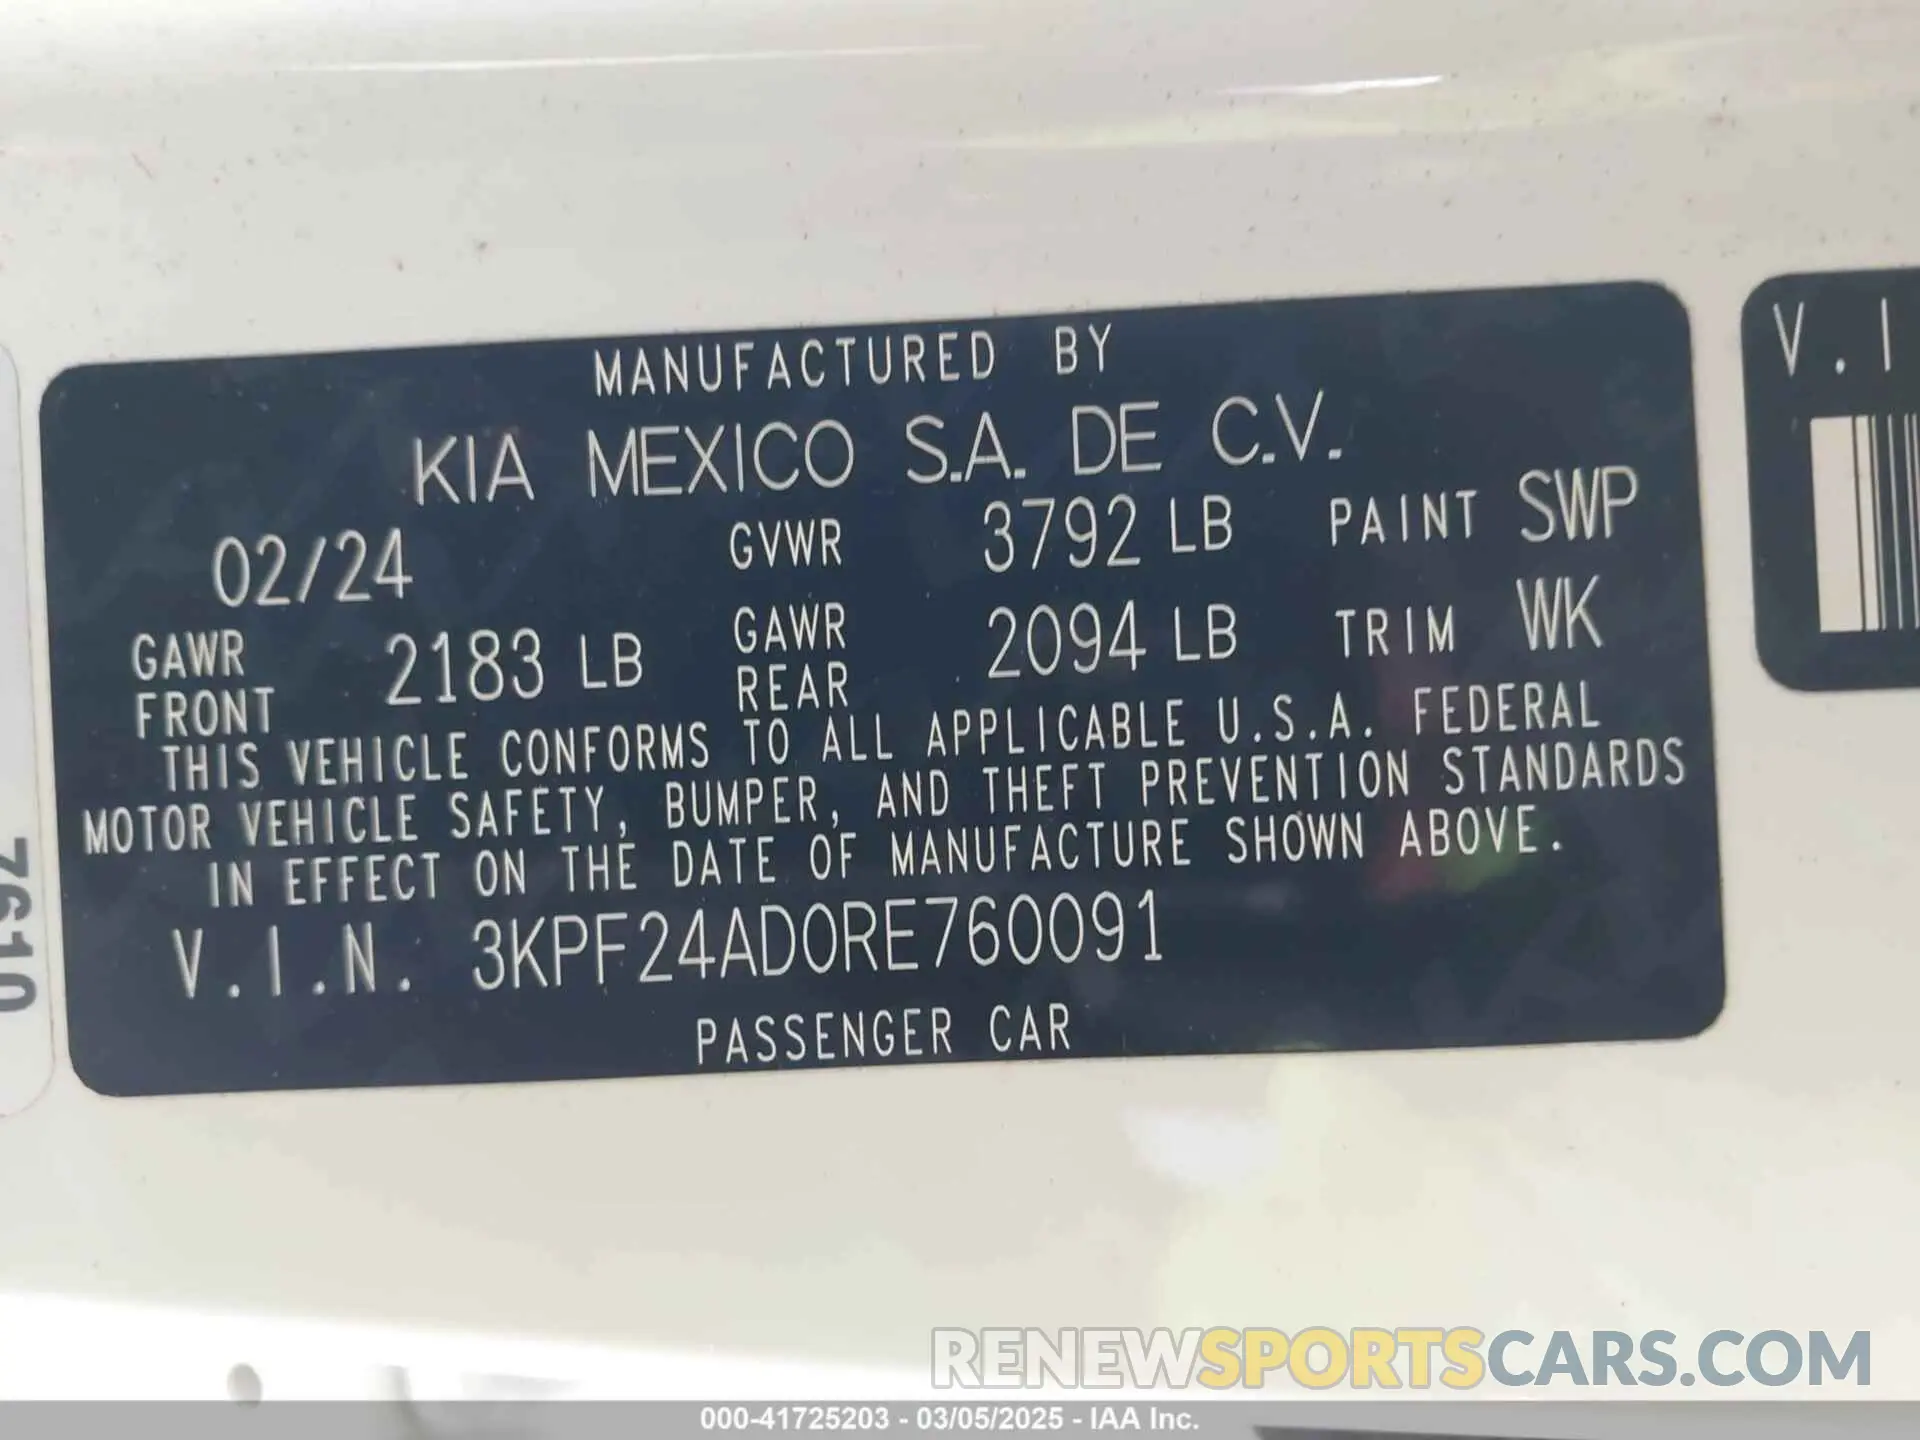 MANUFACTURED BY
KIA MEXICO S.A. DE C.V.
02/24 GVWR 3792 LB PAINT SWP
GAWR FRONT 2183 LB GAWR REAR 2094 LB TRIM WK
THIS VEHICLE CONFORMS TO ALL APPLICABLE U.S.A. FEDERAL
MOTOR VEHICLE SAFETY, BUMPER, AND THEFT PREVENTION STANDARDS
IN EFFECT ON THE DATE OF MANUFACTURE SHOWN ABOVE.
V.I.N. 3KPF24AD0RE760091
PASSENGER CAR
V.I
7610
RENEWSPORTSCARS.COM
000-41725203 - 03/05/2025 - IAA Inc.